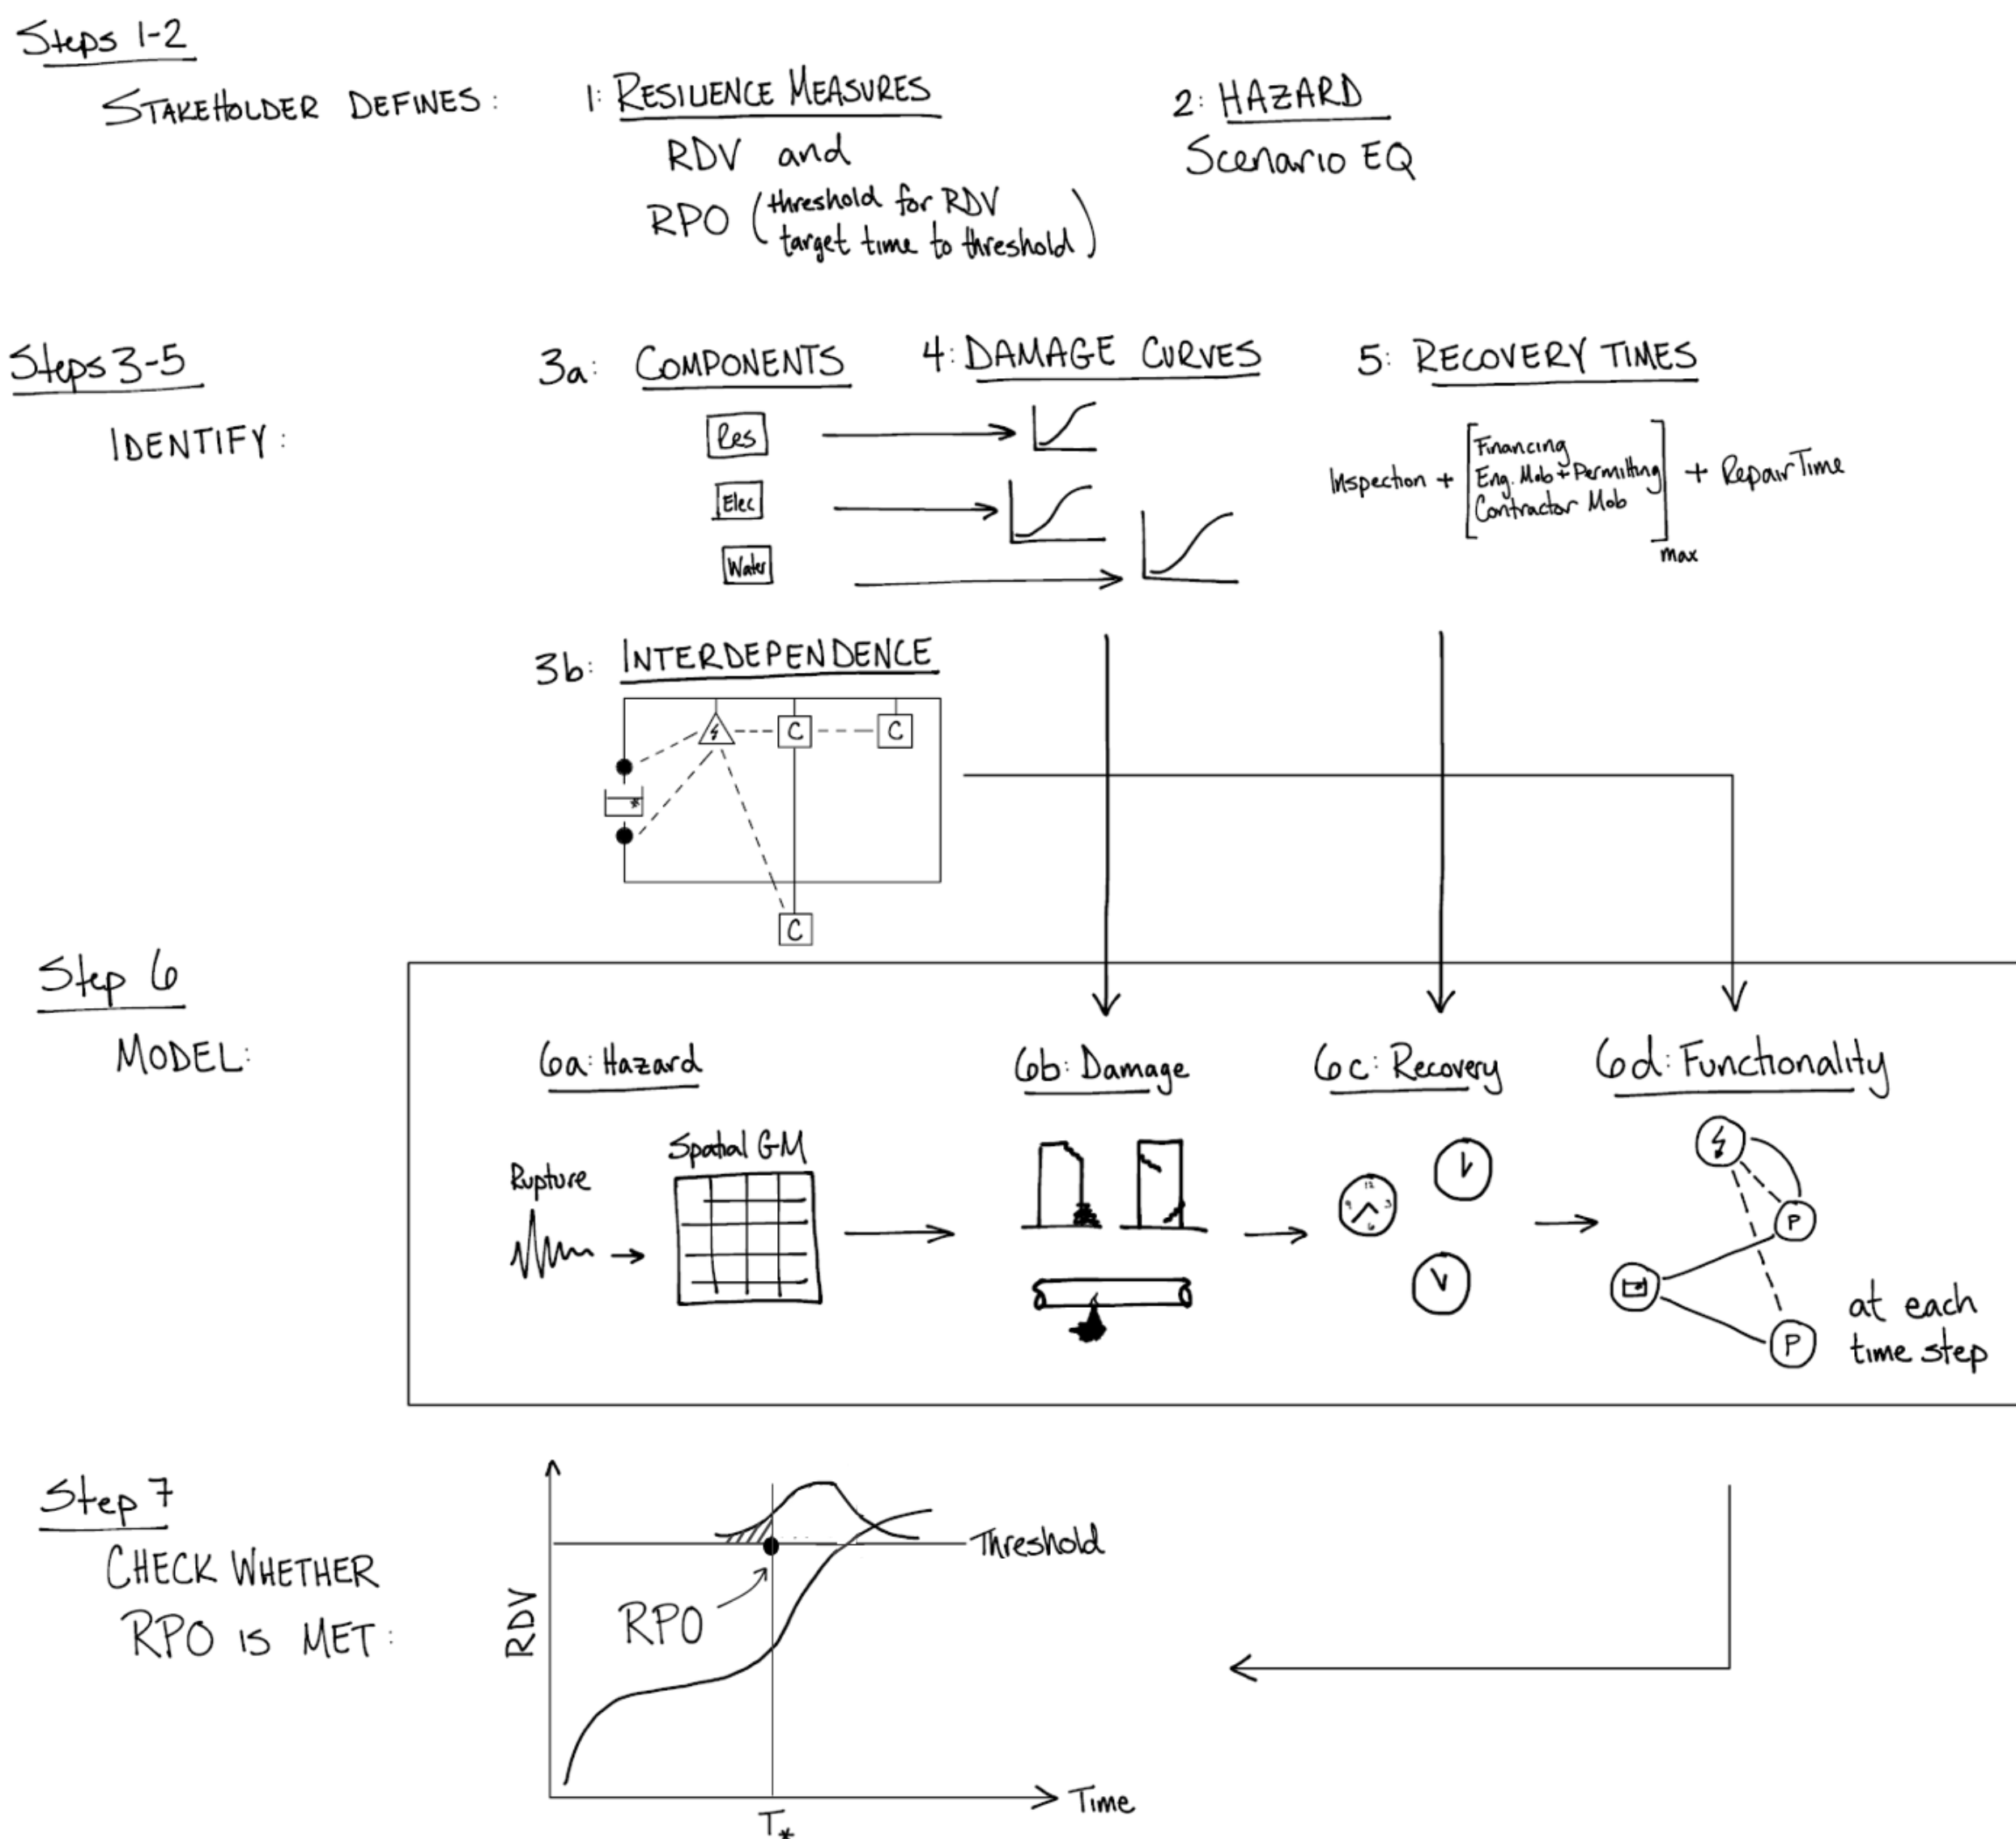 Steps 1-2
STAKEHOLDER DEFINES:
1: RESILIENCE MEASURES
RDV and
RPO (threshold for RDV
target time to threshold)
2: HAZARD
Scenario EQ
Steps 3-5
IDENTIFY:
3a: COMPONENTS
Res
Elec
Water
4: DAMAGE CURVES
5: RECOVERY TIMES
Inspection + [Financing
Eng. Mob + Permitting
Contractor Mob] + Repair Time
max
3b: INTERDEPENDENCE
C C
C
Step 6
MODEL:
6a: Hazard
Rupture
Spatial GM
6b: Damage
6c: Recovery
12
9 3
6
6d: Functionality
P
P
at each
time step
Step 7
CHECK WHETHER
RPO IS MET:
Threshold
RPO
RDV
Time
T*